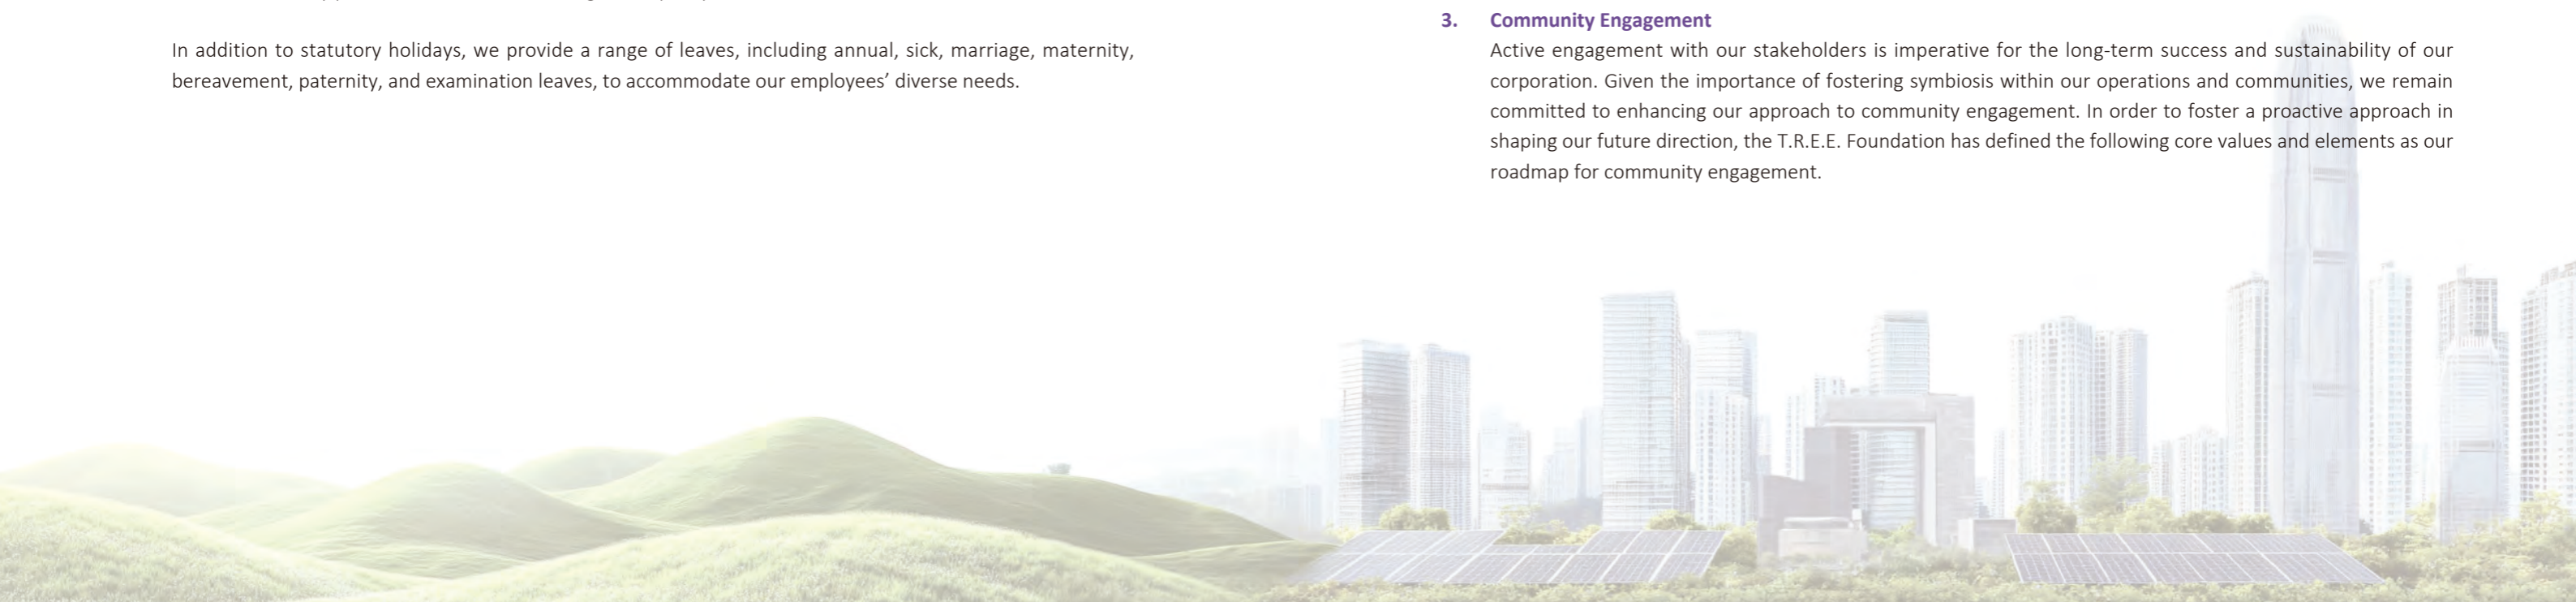 In addition to statutory holidays, we provide a range of leaves, including annual, sick, marriage, maternity,
bereavement, paternity, and examination leaves, to accommodate our employees’ diverse needs.
3. Community Engagement
Active engagement with our stakeholders is imperative for the long-term success and sustainability of our
corporation. Given the importance of fostering symbiosis within our operations and communities, we remain
committed to enhancing our approach to community engagement. In order to foster a proactive approach in
shaping our future direction, the T.R.E.E. Foundation has defined the following core values and elements as our
roadmap for community engagement.